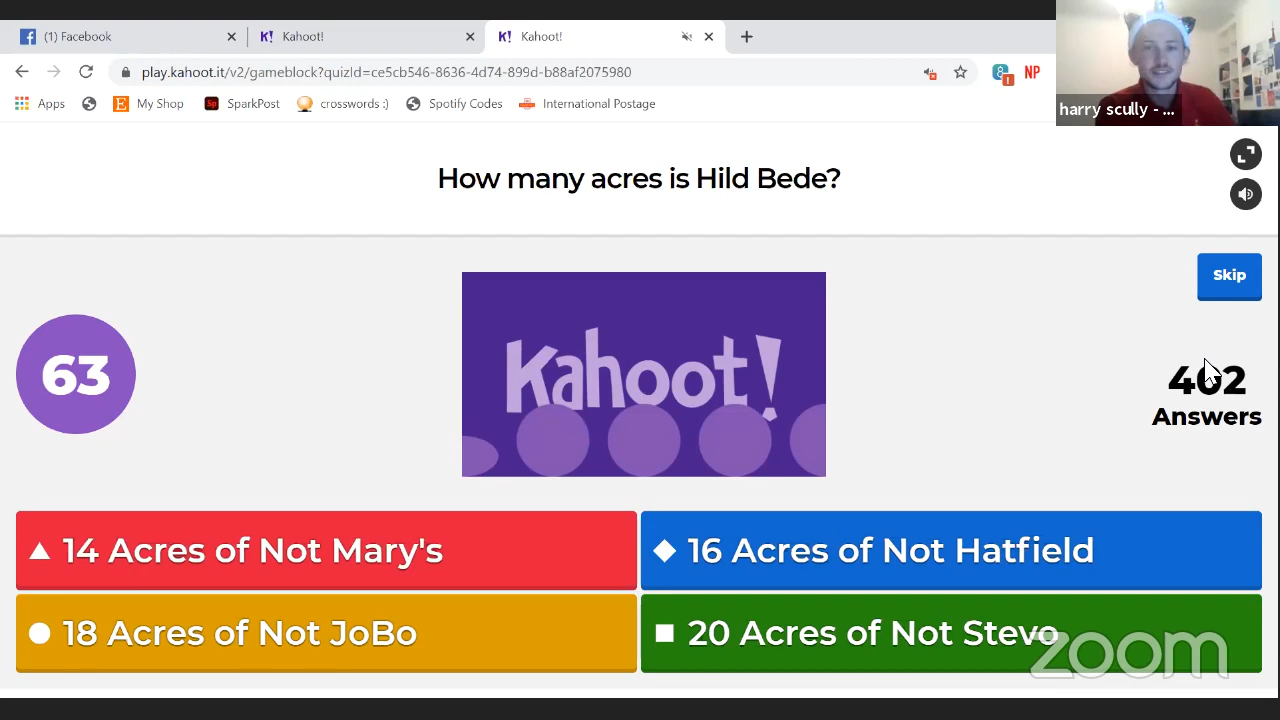 (1) Facebook
Kahoot!
Kahoot!
play.kahoot.it/v2/gameblock?quizId=ce5cb546-8636-4d74-899d-b88af2075980
NP
Apps
My Shop
SparkPost
crosswords :)
Spotify Codes
International Postage
harry scully - ...
How many acres is Hild Bede?
Skip
63
Kahoot!
402
Answers
14 Acres of Not Mary's
16 Acres of Not Hatfield
18 Acres of Not JoBo
20 Acres of Not Stevo
zoom